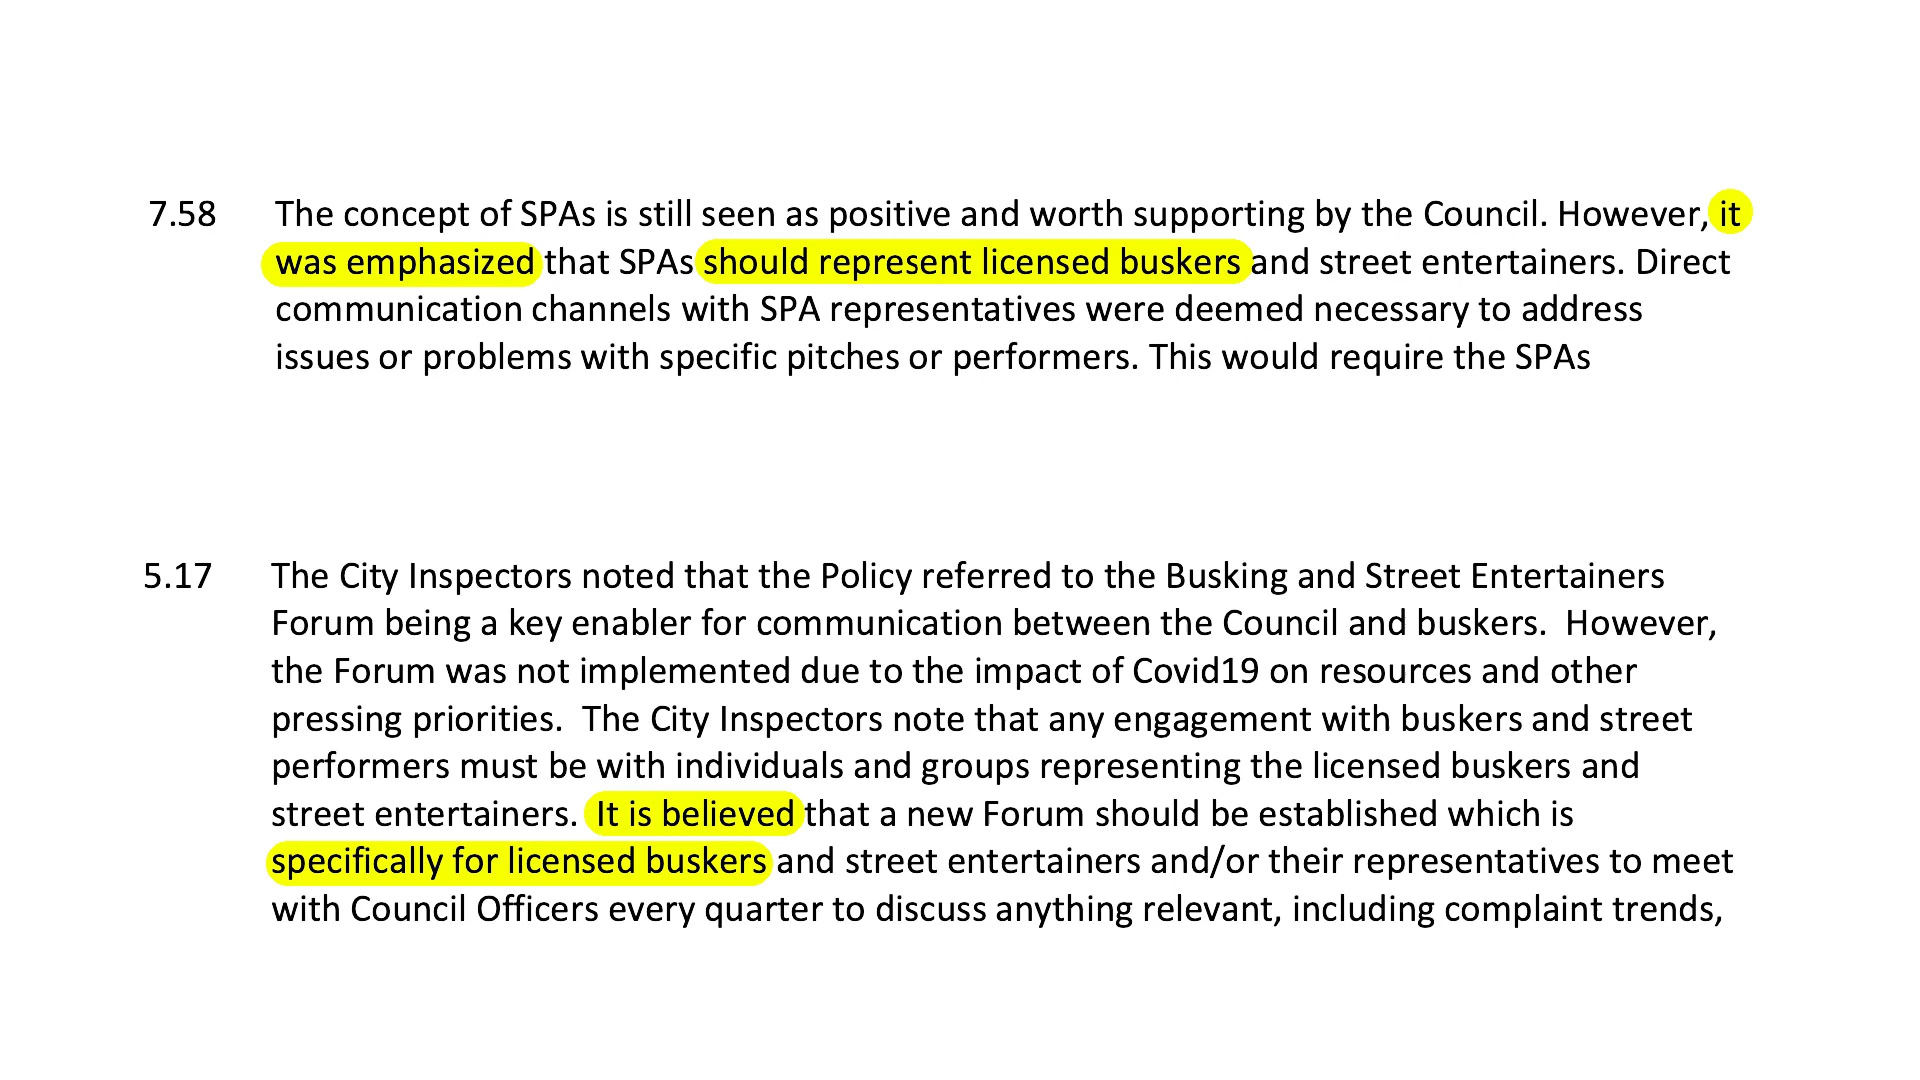 7.58 The concept of SPAs is still seen as positive and worth supporting by the Council. However, it
was emphasized that SPAs should represent licensed buskers and street entertainers. Direct
communication channels with SPA representatives were deemed necessary to address
issues or problems with specific pitches or performers. This would require the SPAs
5.17 The City Inspectors noted that the Policy referred to the Busking and Street Entertainers
Forum being a key enabler for communication between the Council and buskers.  However,
the Forum was not implemented due to the impact of Covid19 on resources and other
pressing priorities.  The City Inspectors note that any engagement with buskers and street
performers must be with individuals and groups representing the licensed buskers and
street entertainers.  It is believed that a new Forum should be established which is
specifically for licensed buskers and street entertainers and/or their representatives to meet
with Council Officers every quarter to discuss anything relevant, including complaint trends,